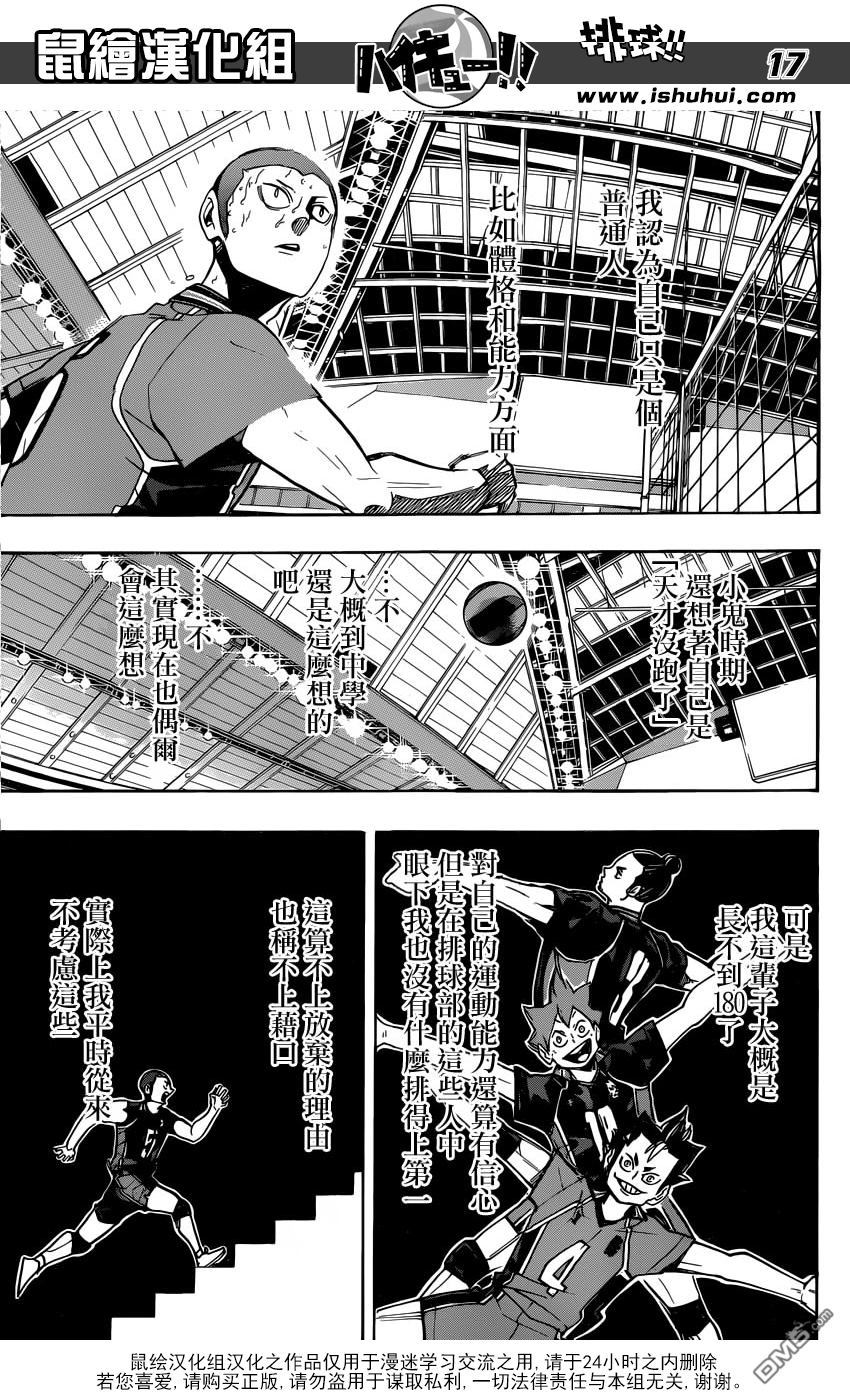 鼠繪漢化組
ハイキュー!!
排球!!
17
www.ishuhui.com
我認為自己只是個
普通人
比如體格和能力方面
小鬼時期
還想著自己是
「天才沒跑了」
…不
大概到中學
還是這麼想的
吧
………不
其實現在也偶爾
會這麼想
可是
我這輩子大概是
長不到180了
對自己的運動能力還算有信心
但是在排球部的這些人中
眼下我也沒有什麼排得上第一
4
這算不上放棄的理由
也稱不上藉口
實際上我平時從來
不考慮這些
5
鼠绘汉化组汉化之作品仅用于漫迷学习交流之用, 请于24小时之内删除
若您喜爱, 请购买正版, 请勿盗用于谋取私利, 一切法律责任与本组无关, 谢谢。
DM5.com